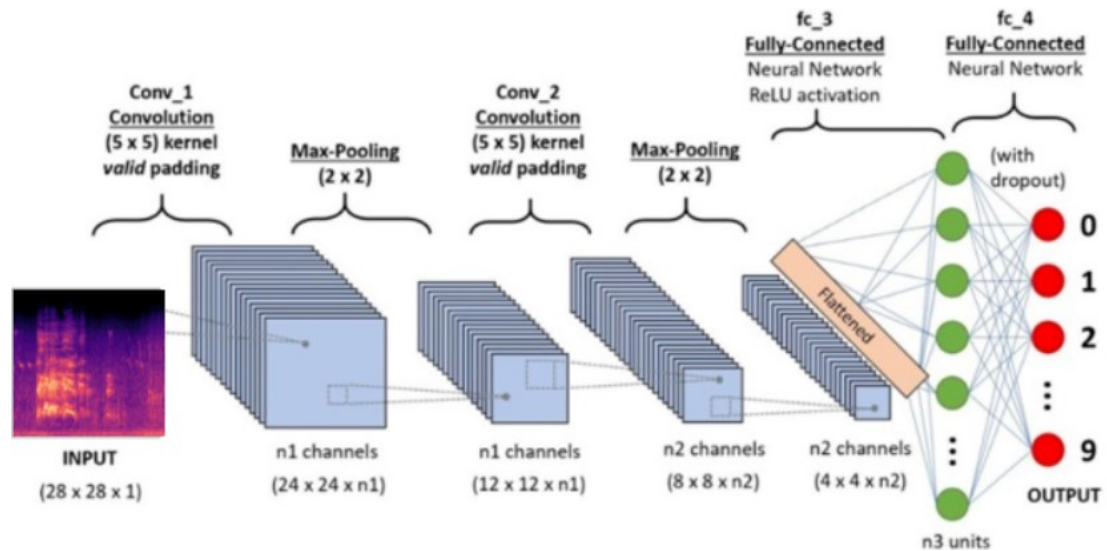 fc_3
Fully-Connected
Neural Network
ReLU activation
fc_4
Fully-Connected
Neural Network
Conv_1
Convolution
(5 x 5) kernel
valid padding
Max-Pooling
(2 x 2)
Conv_2
Convolution
(5 x 5) kernel
valid padding
Max-Pooling
(2 x 2)
(with
dropout)
Flattened
0
1
2
9
OUTPUT
INPUT
(28 x 28 x 1)
n1 channels
(24 x 24 x n1)
n1 channels
(12 x 12 x n1)
n2 channels
(8 x 8 x n2)
n2 channels
(4 x 4 x n2)
n3 units